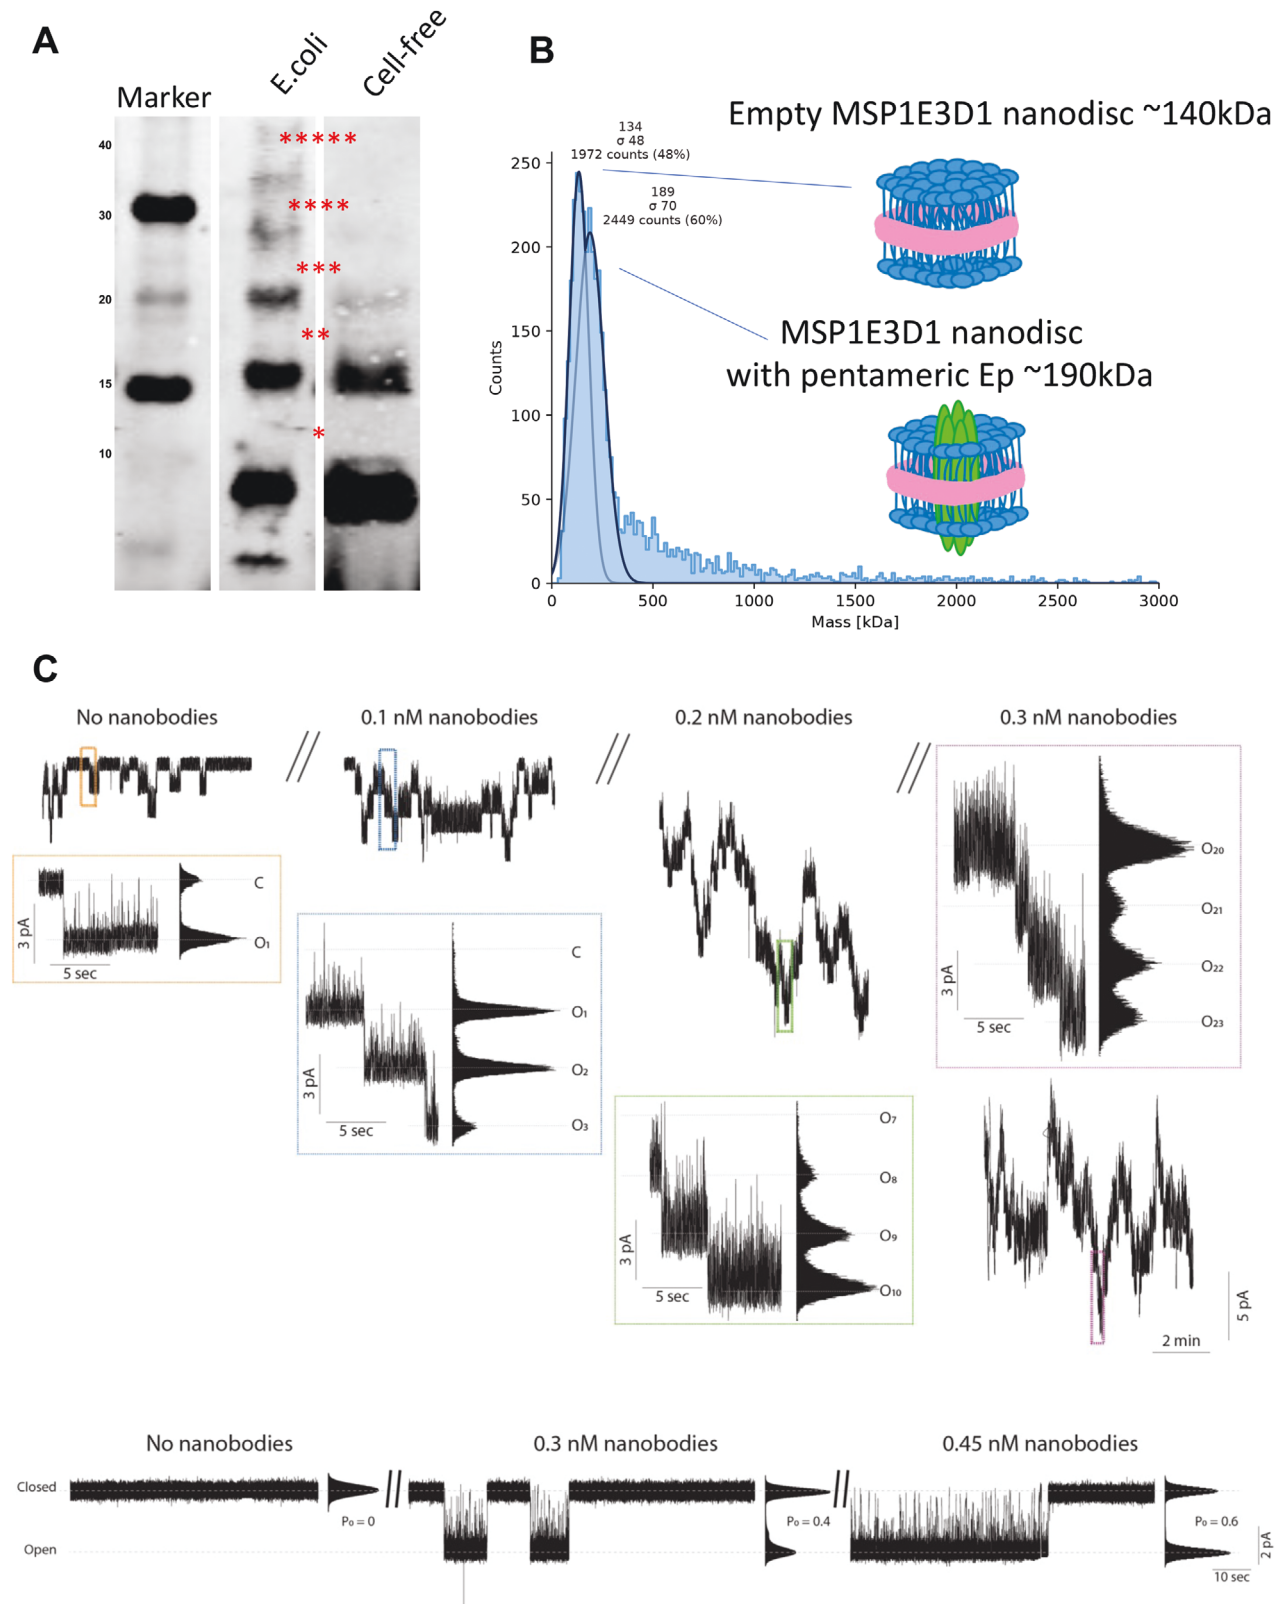 A
Marker
E.coli
Cell-free
40
30
20
15
10
*****
****
***
**
*
B
Empty MSP1E3D1 nanodisc ~140kDa
134
σ 48
1972 counts (48%)
189
σ 70
2449 counts (60%)
MSP1E3D1 nanodisc
with pentameric Ep ~190kDa
Counts
250
200
150
100
50
0
0 500 1000 1500 2000 2500 3000
Mass [kDa]
C
No nanobodies
0.1 nM nanobodies
0.2 nM nanobodies
0.3 nM nanobodies
C
O₁
3 pA
5 sec
C
O₁
O₂
O₃
3 pA
5 sec
O₇
O₈
O₉
O₁₀
3 pA
5 sec
O₂₀
O₂₁
O₂₂
O₂₃
3 pA
5 sec
5 pA
2 min
No nanobodies
0.3 nM nanobodies
0.45 nM nanobodies
Closed
Open
P₀ = 0
P₀ = 0.4
P₀ = 0.6
2 pA
10 sec